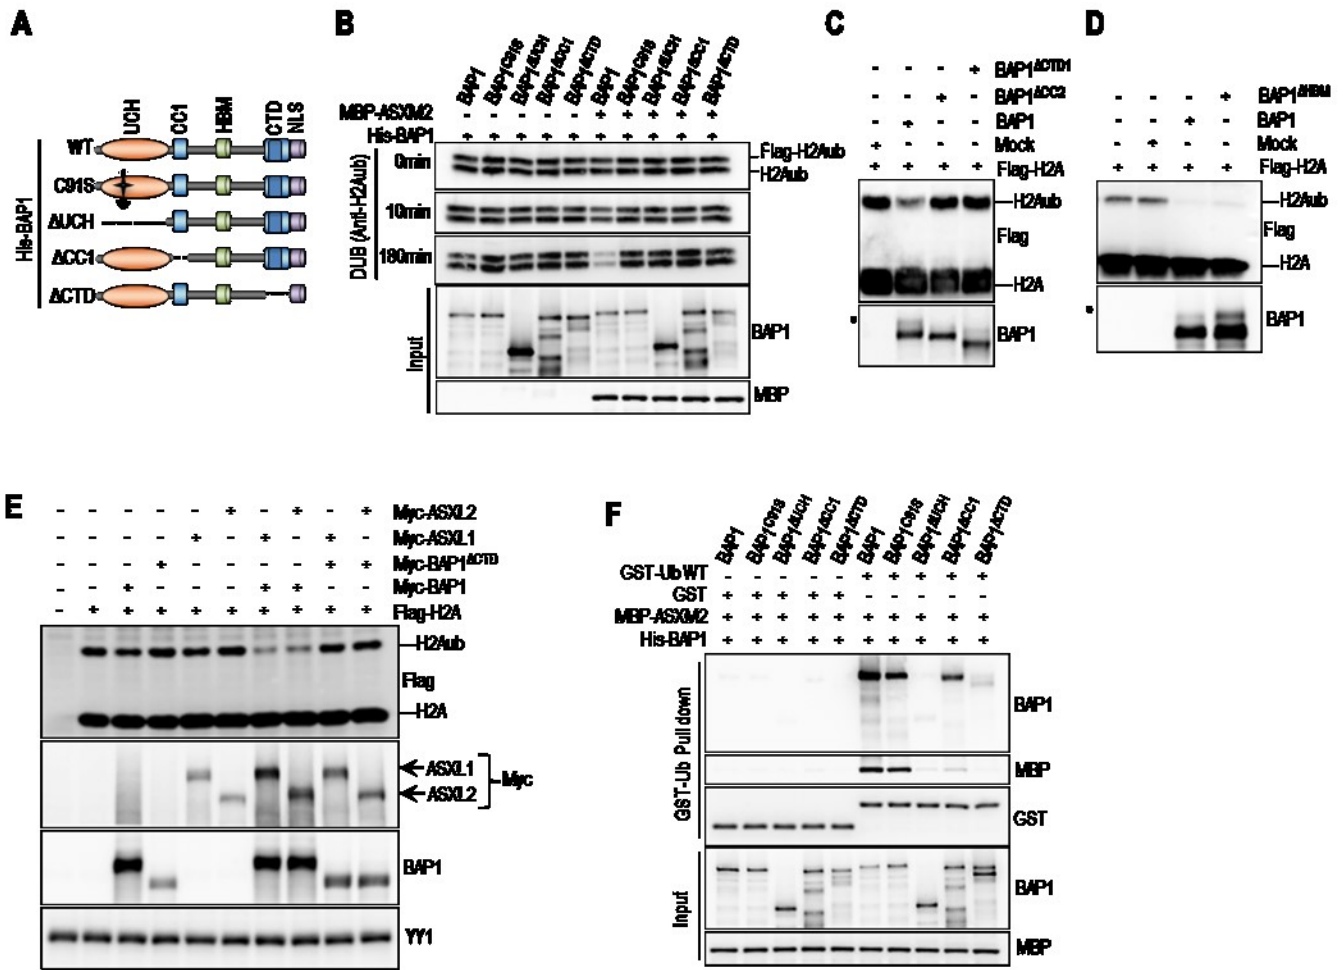 A
UCH
CC1
HBM
CTD
NLS
His-BAP1
WT
C91S
ΔUCH
ΔCC1
ΔCTD
B
BAP1
BAP1C91S
BAP1ΔUCH
BAP1ΔCC1
BAP1ΔCTD
BAP1
BAP1C91S
BAP1ΔUCH
BAP1ΔCC1
BAP1ΔCTD
MBP-ASXM2 - - - - - + + + + +
His-BAP1 + + + + + + + + + +
DUB (Anti-H2Aub)
0min
Flag-H2Aub
H2Aub
10min
180min
Input
BAP1
MBP
C
- - - + BAP1ΔCTD1
- - + - BAP1ΔCC2
- + - - BAP1
+ - - - Mock
+ + + + Flag-H2A
H2Aub
Flag
H2A
BAP1
D
- - - + BAP1ΔHBM
- - + - BAP1
- + - - Mock
+ + + + Flag-H2A
H2Aub
Flag
H2A
BAP1
E
- - - - - + - + - + Myc-ASXL2
- - - - + - + - + - Myc-ASXL1
- - - + - - - - + + Myc-BAP1ΔCTD
- - + - - - + + - - Myc-BAP1
- + + + + + + + + + Flag-H2A
H2Aub
Flag
H2A
ASXL1
ASXL2
Myc
BAP1
YY1
F
BAP1
BAP1C91S
BAP1ΔUCH
BAP1ΔCC1
BAP1ΔCTD
BAP1
BAP1C91S
BAP1ΔUCH
BAP1ΔCC1
BAP1ΔCTD
GST-Ub WT - - - - - + + + + +
GST + + + + + - - - - -
MBP-ASXM2 + + + + + + + + + +
His-BAP1 + + + + + + + + + +
GST-Ub Pull down
BAP1
MBP
GST
Input
BAP1
MBP